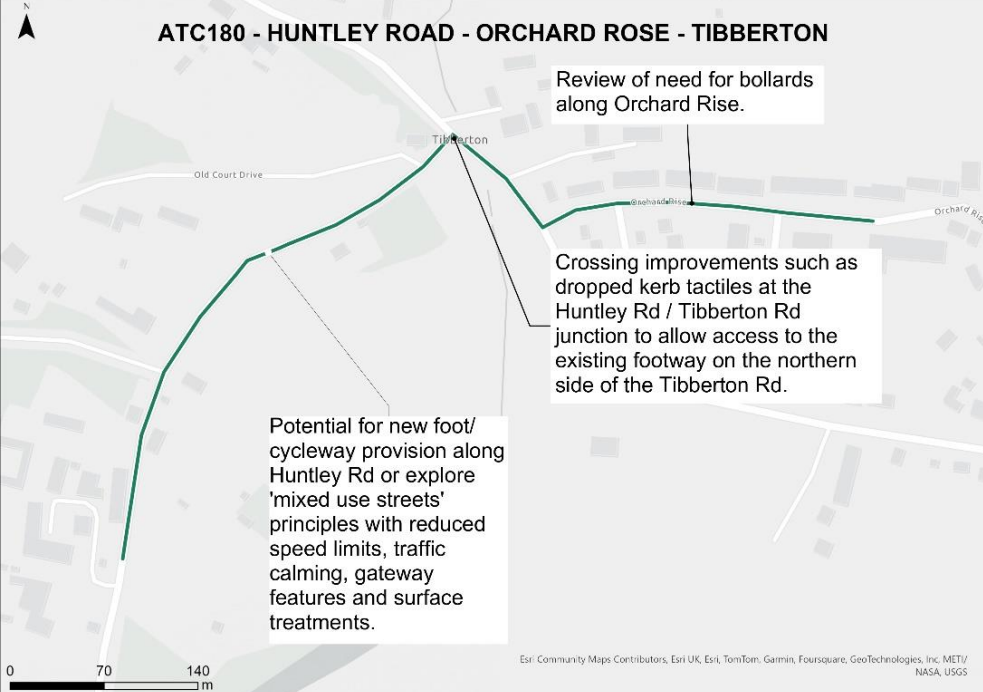 N
ATC180 - HUNTLEY ROAD - ORCHARD ROSE - TIBBERTON
Review of need for bollards
along Orchard Rise.
Tibberton
Old Court Drive
Orchard Rise
Orchard Ris
Crossing improvements such as
dropped kerb tactiles at the
Huntley Rd / Tibberton Rd
junction to allow access to the
existing footway on the northern
side of the Tibberton Rd.
Potential for new foot/
cycleway provision along
Huntley Rd or explore
'mixed use streets'
principles with reduced
speed limits, traffic
calming, gateway
features and surface
treatments.
0 70 140
m
Esri Community Maps Contributors, Esri UK, Esri, TomTom, Garmin, Foursquare, GeoTechnologies, Inc, METI/
NASA, USGS